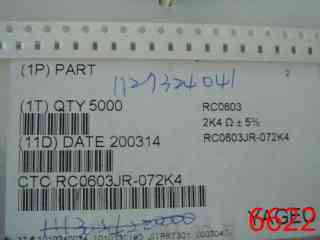 (1P) PART
2
1127324041
(1T) QTY 5000
RC0603
2K4 Ω ± 5%
(11D) DATE 200314
RC0603JR-072K4
CTC RC0603JR-072K4
YAGEO
6622